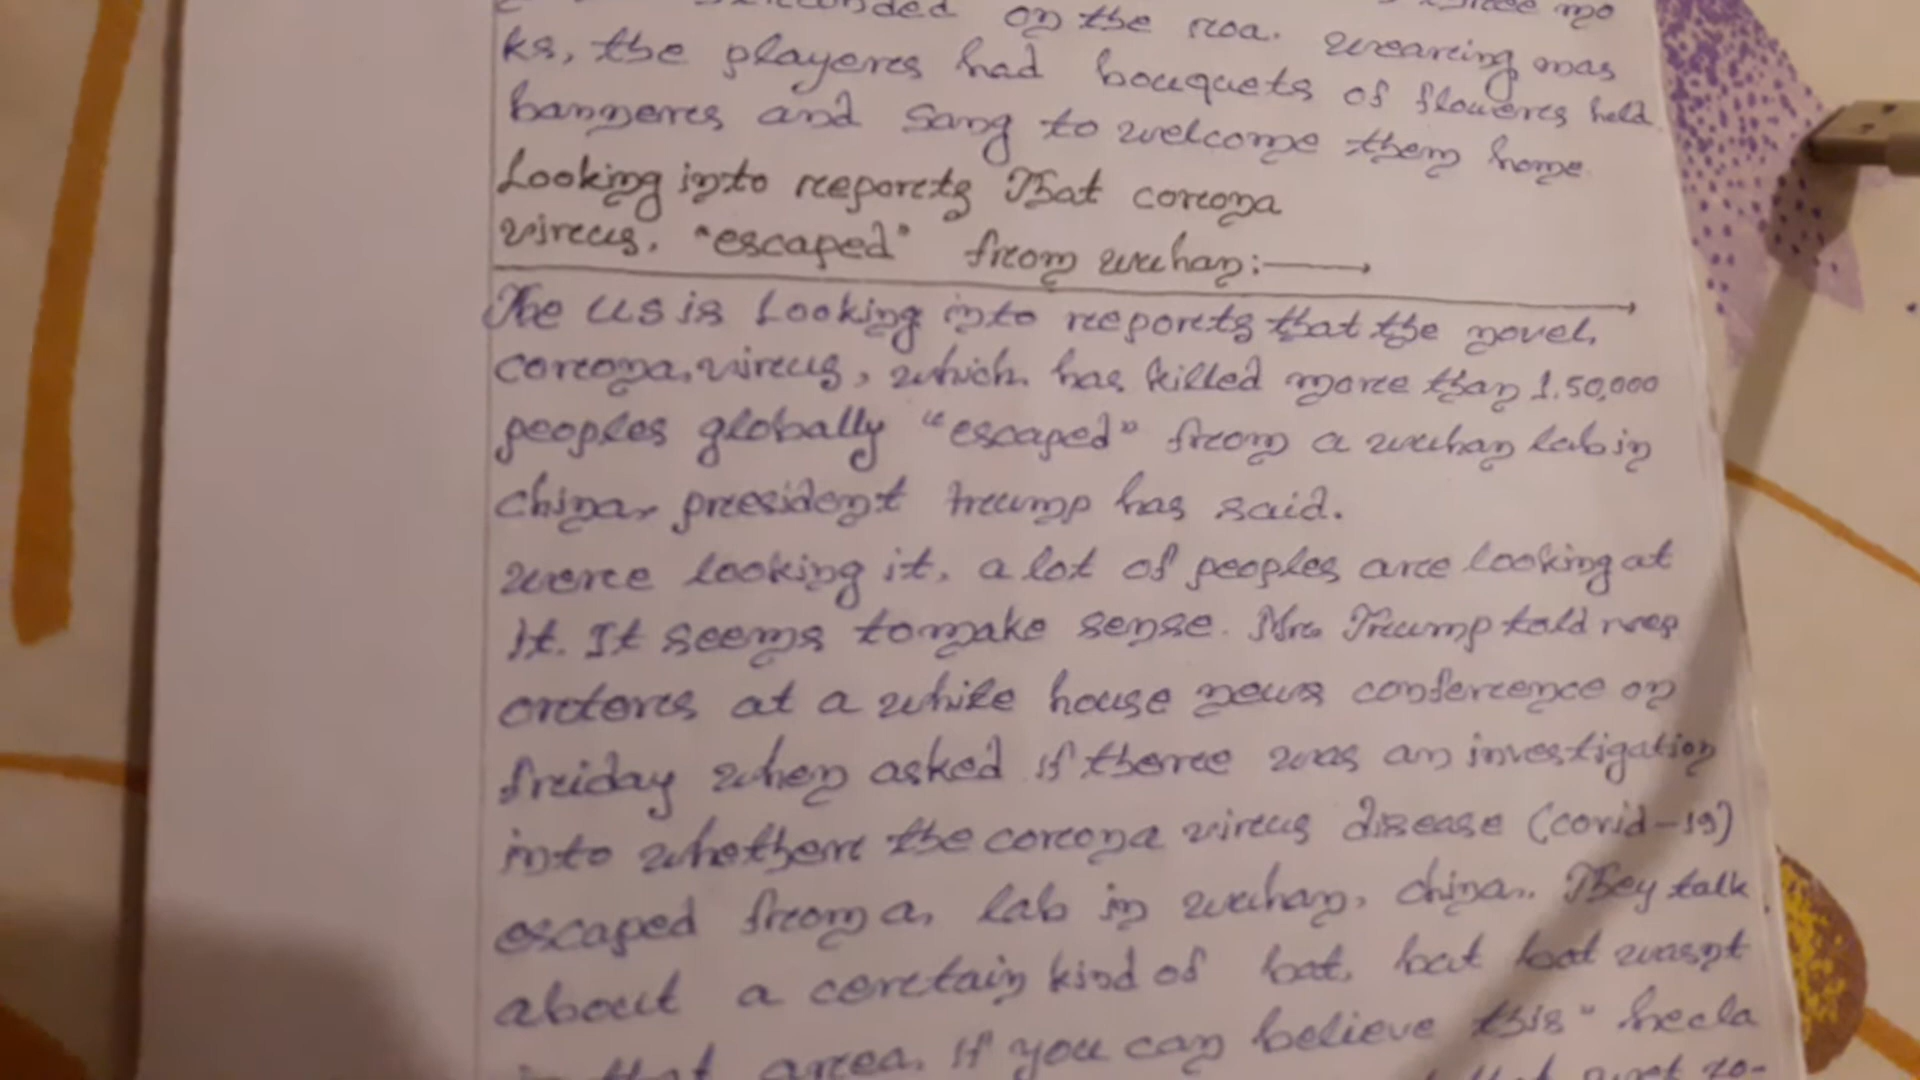 on the roa. wearing mas
ks, the players had bouquets of flowers held
banners and sang to welcome them home
Looking into reports That corona
virus. "escaped" from wuhan:
The US is Looking into reports that the novel
corona,virus, which has killed more than 1.50,000
peoples globally "escaped" from a wuhan lab in
china, president trump has said.
were looking it, a lot of peoples are looking at
It. It seems to make sense. Mr. Trump told rep
orters at a white house news conference on
friday when asked if there was an investigation
into whether the corona virus disease (covid-19)
escaped from a lab in wuhan, china. They talk
about a certain kind of bat, but bat wasnt
that area. If you can believe this"